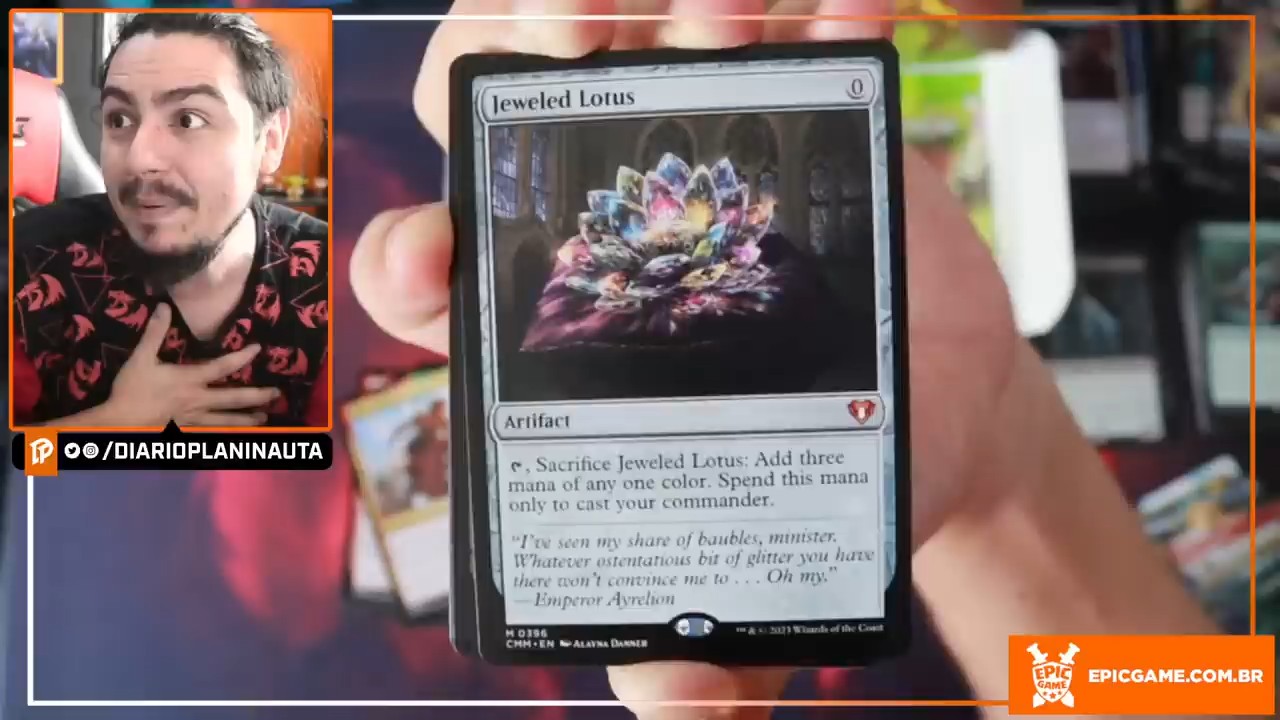 Jeweled Lotus
0
Artifact
, Sacrifice Jeweled Lotus: Add three
mana of any one color. Spend this mana
only to cast your commander.
"I've seen my share of baubles, minister.
Whatever ostentatious bit of glitter you have
there won't convince me to . . . Oh my."
—Emperor Ayrelion
M 0396
CMM • EN ALAYNA DANNER
™ & © 2023 Wizards of the Coast
/DIARIOPLANINAUTA
EPIC
GAME
EPICGAME.COM.BR